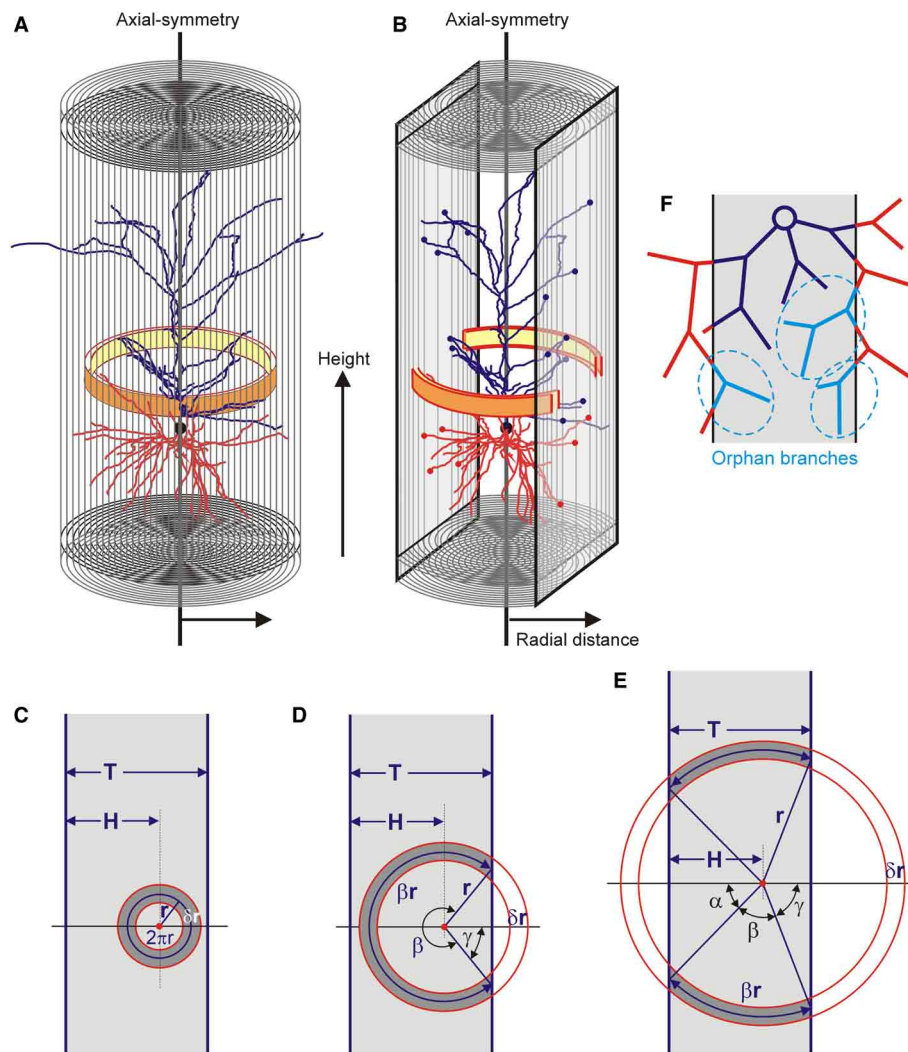 A
Axial-symmetry
B
Axial-symmetry
Height
Radial distance
F
Orphan branches
C
T
H
r
δr
2πr
D
T
H
βr
r
δr
β
γ
E
T
r
H
δr
α
β
γ
βr